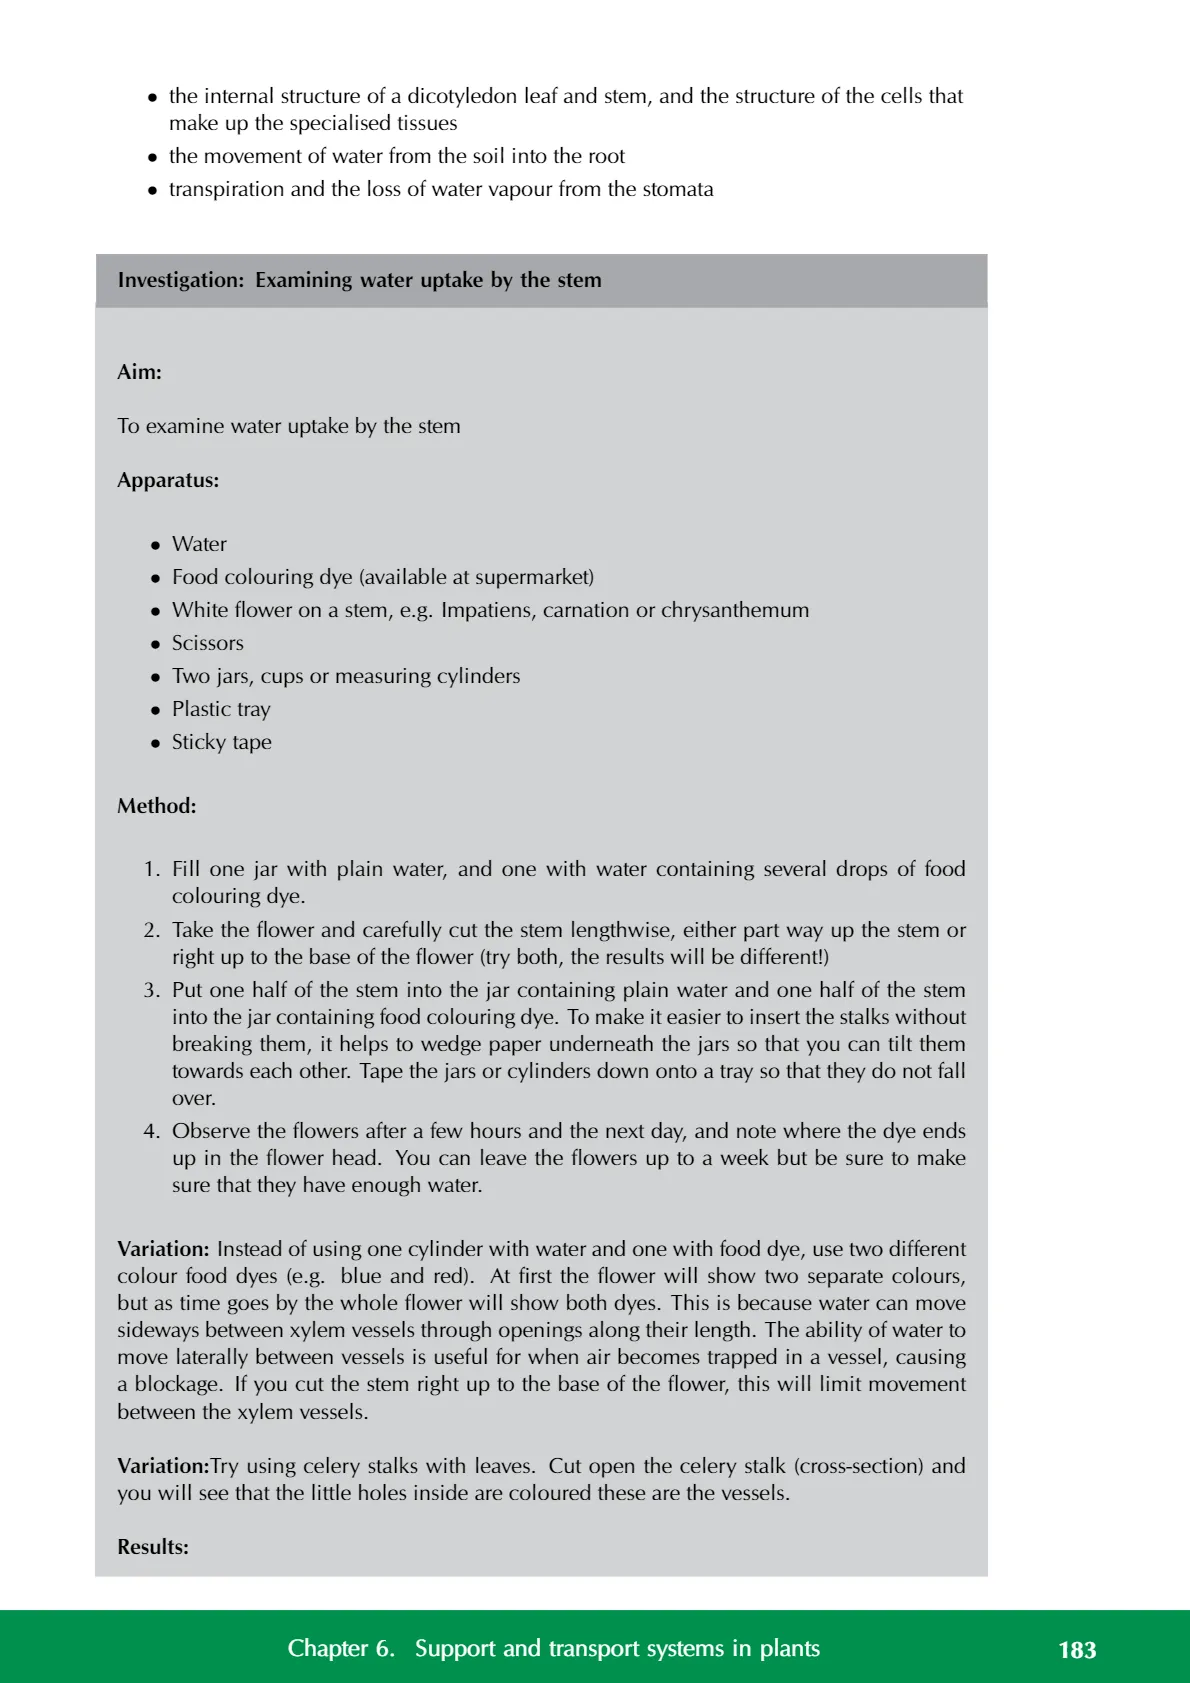 • the internal structure of a dicotyledon leaf and stem, and the structure of the cells that
make up the specialised tissues
• the movement of water from the soil into the root
• transpiration and the loss of water vapour from the stomata
Investigation: Examining water uptake by the stem
Aim:
To examine water uptake by the stem
Apparatus:
• Water
• Food colouring dye (available at supermarket)
• White flower on a stem, e.g. Impatiens, carnation or chrysanthemum
• Scissors
• Two jars, cups or measuring cylinders
• Plastic tray
• Sticky tape
Method:
1. Fill one jar with plain water, and one with water containing several drops of food
colouring dye.
2. Take the flower and carefully cut the stem lengthwise, either part way up the stem or
right up to the base of the flower (try both, the results will be different!)
3. Put one half of the stem into the jar containing plain water and one half of the stem
into the jar containing food colouring dye. To make it easier to insert the stalks without
breaking them, it helps to wedge paper underneath the jars so that you can tilt them
towards each other. Tape the jars or cylinders down onto a tray so that they do not fall
over.
4. Observe the flowers after a few hours and the next day, and note where the dye ends
up in the flower head. You can leave the flowers up to a week but be sure to make
sure that they have enough water.
Variation: Instead of using one cylinder with water and one with food dye, use two different
colour food dyes (e.g. blue and red). At first the flower will show two separate colours,
but as time goes by the whole flower will show both dyes. This is because water can move
sideways between xylem vessels through openings along their length. The ability of water to
move laterally between vessels is useful for when air becomes trapped in a vessel, causing
a blockage. If you cut the stem right up to the base of the flower, this will limit movement
between the xylem vessels.
Variation:Try using celery stalks with leaves. Cut open the celery stalk (cross-section) and
you will see that the little holes inside are coloured these are the vessels.
Results:
Chapter 6. Support and transport systems in plants 183